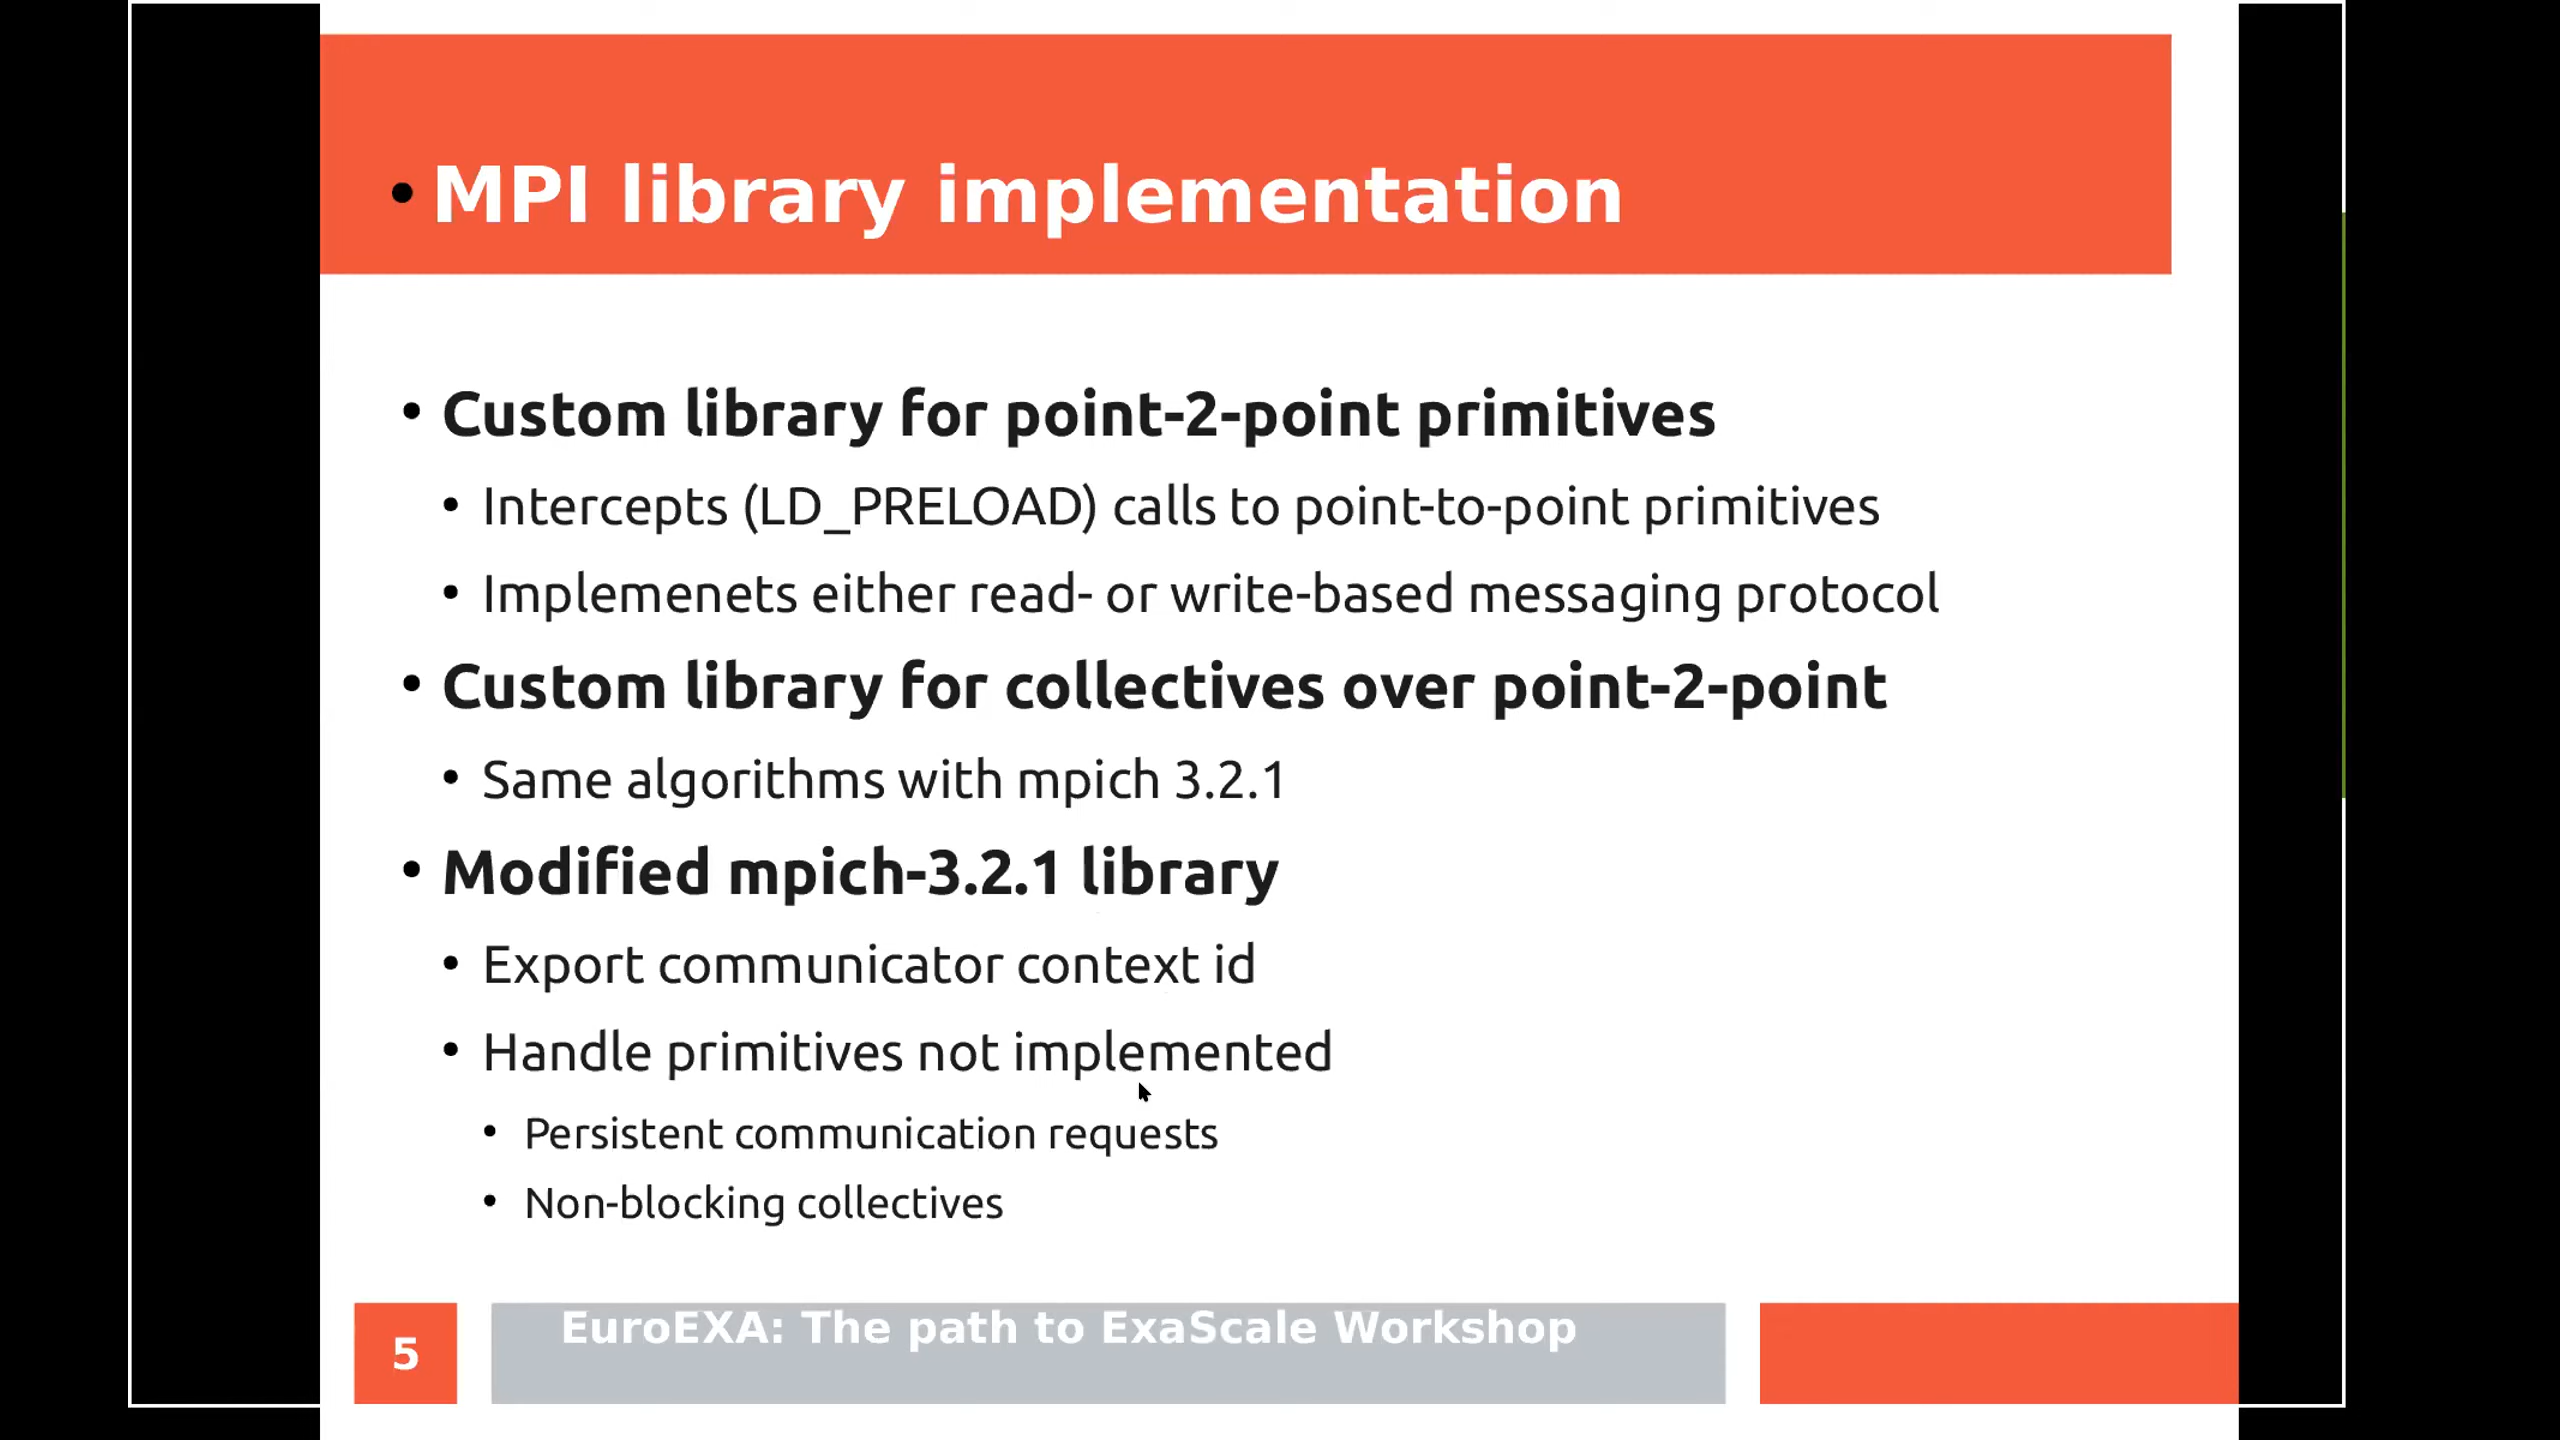 • MPI library implementation
• Custom library for point-2-point primitives
• Intercepts (LD_PRELOAD) calls to point-to-point primitives
• Implemenets either read- or write-based messaging protocol
• Custom library for collectives over point-2-point
• Same algorithms with mpich 3.2.1
• Modified mpich-3.2.1 library
• Export communicator context id
• Handle primitives not implemented
• Persistent communication requests
• Non-blocking collectives
5
EuroEXA: The path to ExaScale Workshop